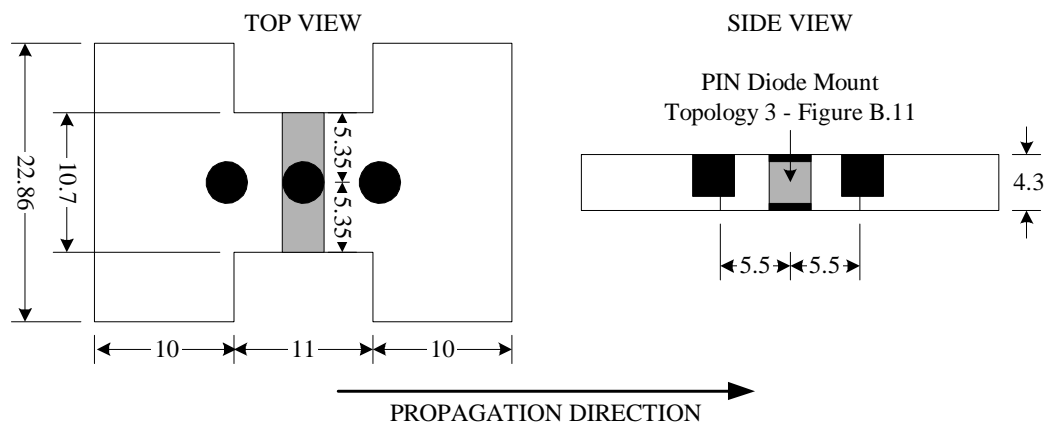 TOP VIEW
SIDE VIEW
PIN Diode Mount
Topology 3 - Figure B.11
22.86
10.7
5.35
5.35
4.3
5.5
5.5
10
11
10
PROPAGATION DIRECTION